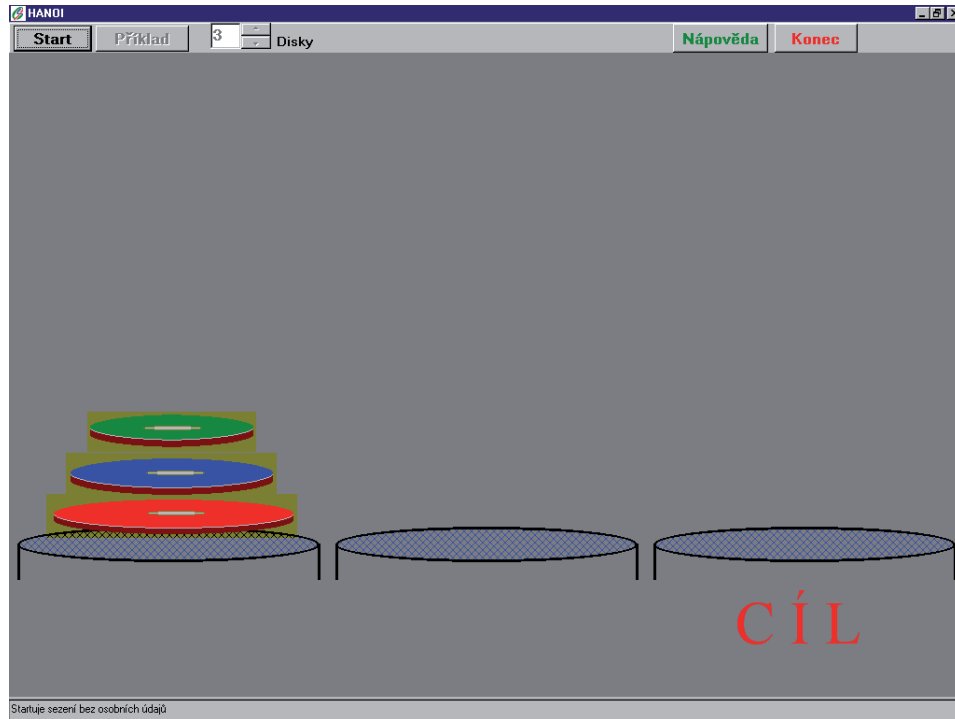 HANOI
Start Příklad 3 Disky Nápověda Konec
CÍL
Startuje sezení bez osobních údajů